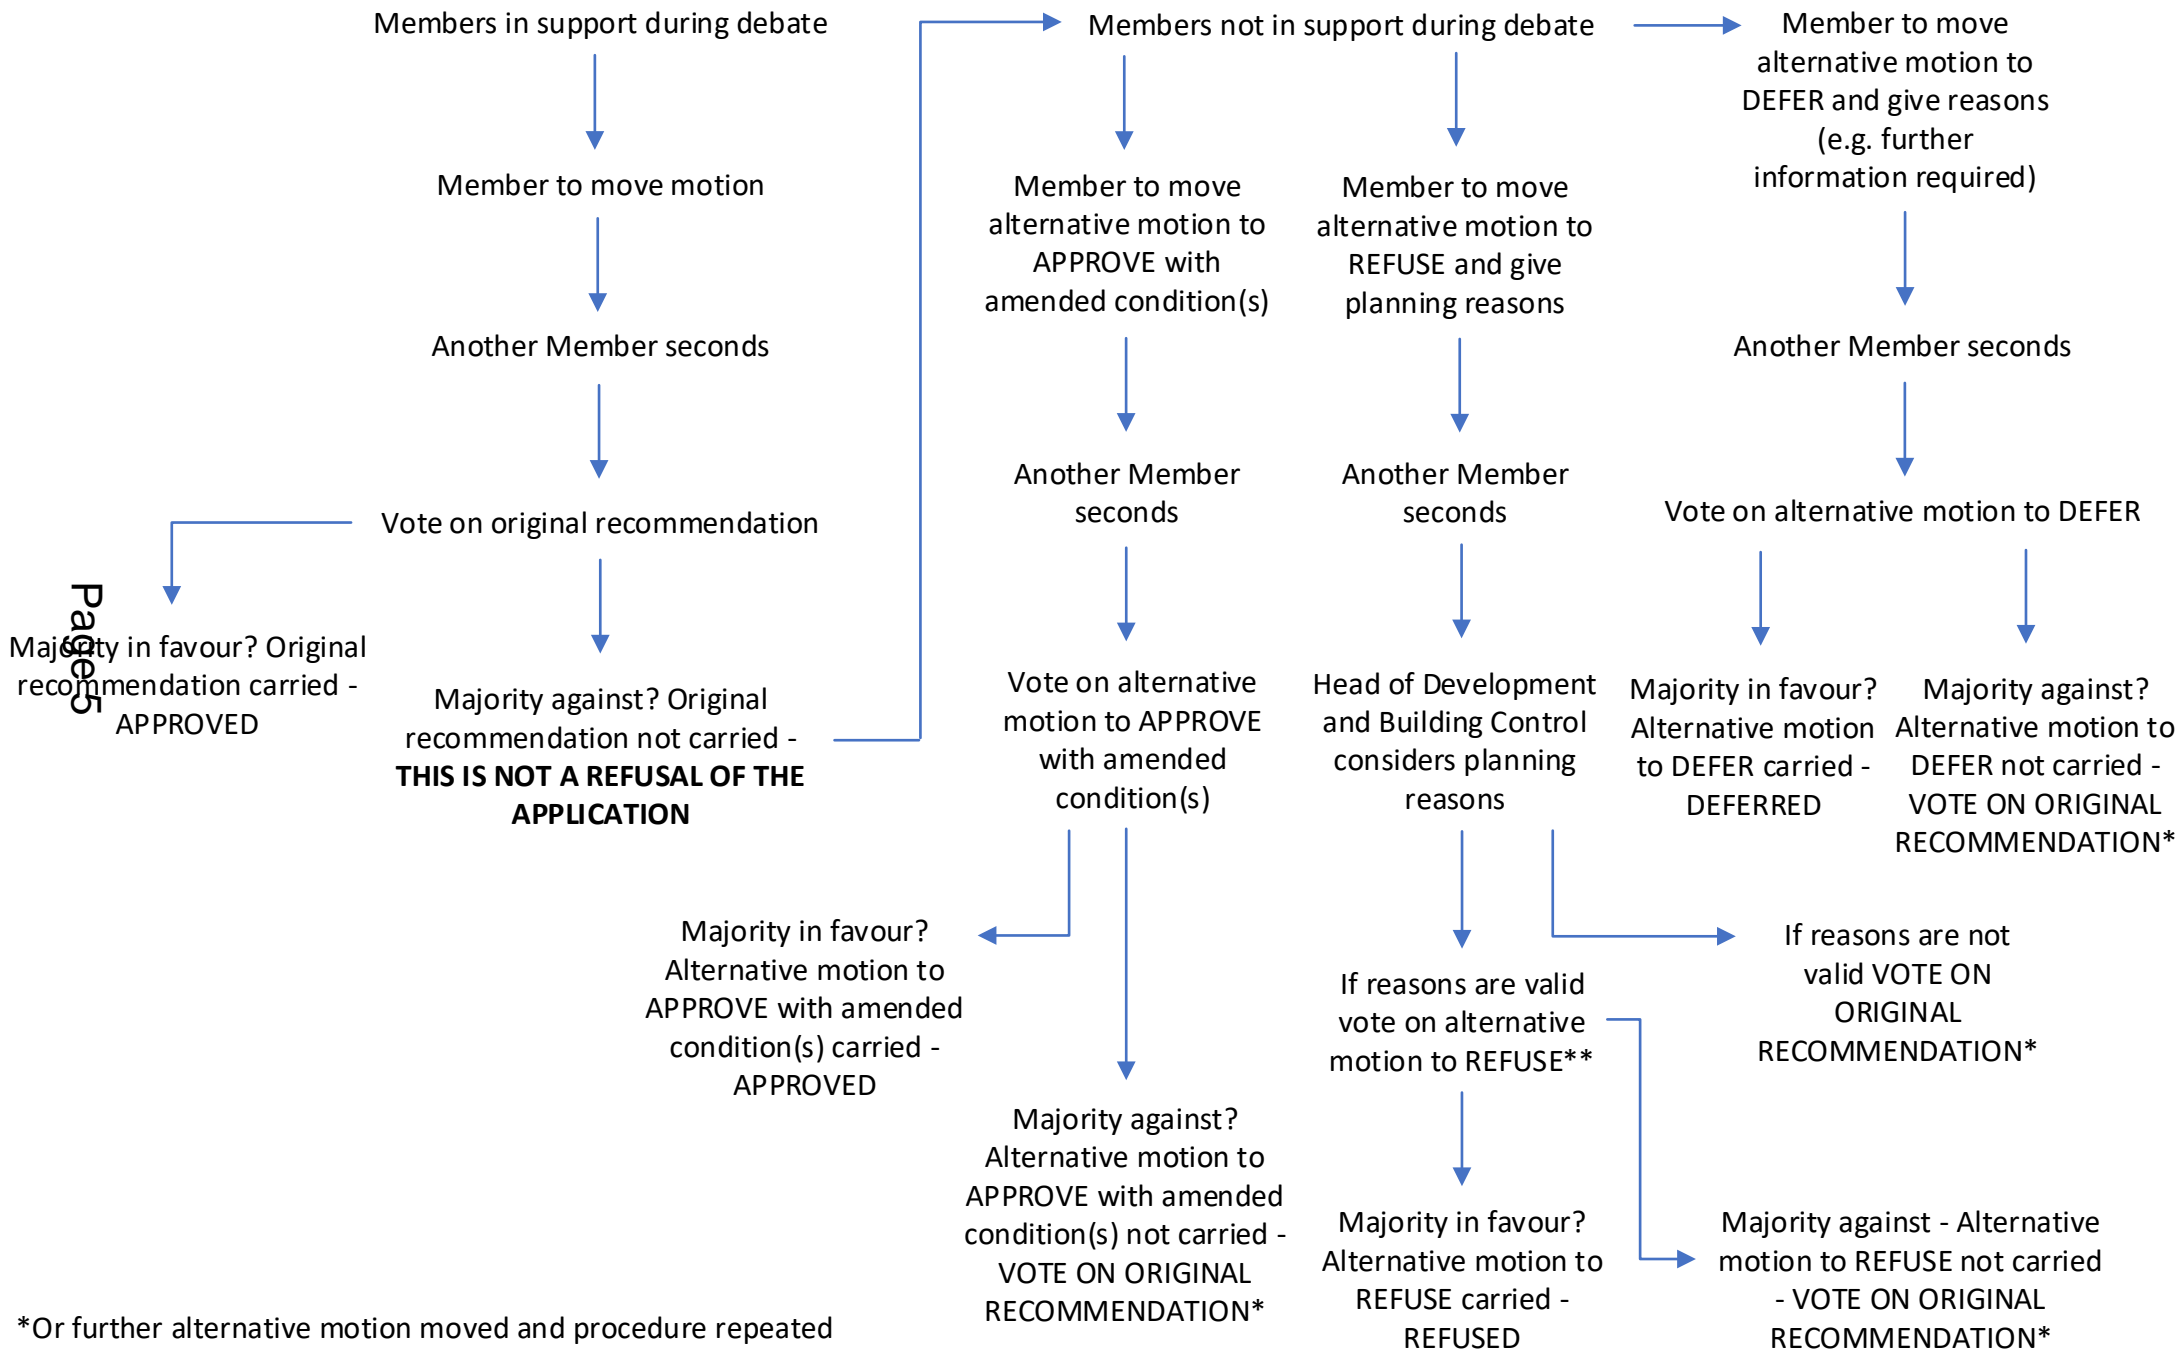 Members in support during debate
Member to move motion
Another Member seconds
Vote on original recommendation
Majority in favour? Original
recommendation carried -
APPROVED
Page 5
Majority against? Original
recommendation not carried -
THIS IS NOT A REFUSAL OF THE
APPLICATION
Members not in support during debate
Member to move
alternative motion to
APPROVE with
amended condition(s)
Another Member
seconds
Vote on alternative
motion to APPROVE
with amended
condition(s)
Majority in favour?
Alternative motion to
APPROVE with amended
condition(s) carried -
APPROVED
Majority against?
Alternative motion to
APPROVE with amended
condition(s) not carried -
VOTE ON ORIGINAL
RECOMMENDATION*
Member to move
alternative motion to
REFUSE and give
planning reasons
Another Member
seconds
Head of Development
and Building Control
considers planning
reasons
If reasons are valid
vote on alternative
motion to REFUSE**
Majority in favour?
Alternative motion to
REFUSE carried -
REFUSED
If reasons are not
valid VOTE ON
ORIGINAL
RECOMMENDATION*
Majority against - Alternative
motion to REFUSE not carried
- VOTE ON ORIGINAL
RECOMMENDATION*
Member to move
alternative motion to
DEFER and give reasons
(e.g. further
information required)
Another Member seconds
Vote on alternative motion to DEFER
Majority in favour?
Alternative motion
to DEFER carried -
DEFERRED
Majority against?
Alternative motion to
DEFER not carried -
VOTE ON ORIGINAL
RECOMMENDATION*
*Or further alternative motion moved and procedure repeated